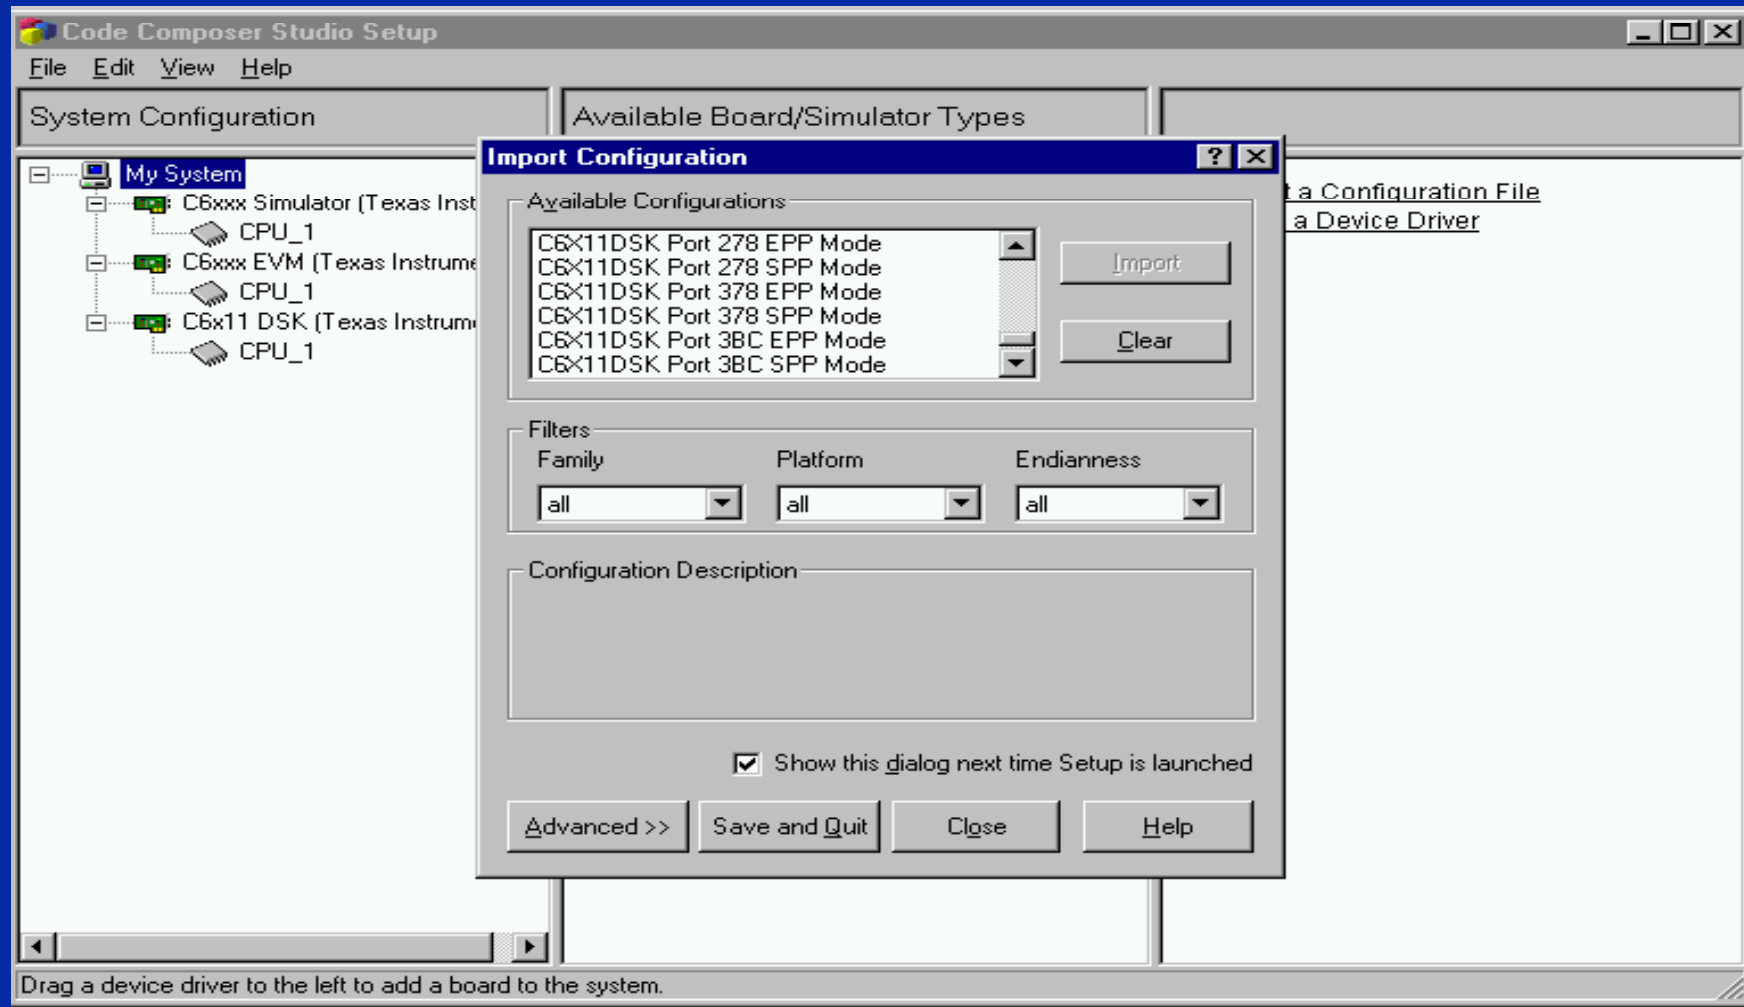 Code Composer Studio Setup
File Edit View Help
System Configuration
Available Board/Simulator Types
My System
C6xxx Simulator (Texas Inst
CPU_1
C6xxx EVM (Texas Instrume
CPU_1
C6x11 DSK (Texas Instrum
CPU_1
Import Configuration
Available Configurations
C6X11DSK Port 278 EPP Mode
C6X11DSK Port 278 SPP Mode
C6X11DSK Port 378 EPP Mode
C6X11DSK Port 378 SPP Mode
C6X11DSK Port 3BC EPP Mode
C6X11DSK Port 3BC SPP Mode
Import
Clear
Filters
Family Platform Endianness
all all all
Configuration Description
Show this dialog next time Setup is launched
Advanced >> Save and Quit Close Help
t a Configuration File
a Device Driver
Drag a device driver to the left to add a board to the system.